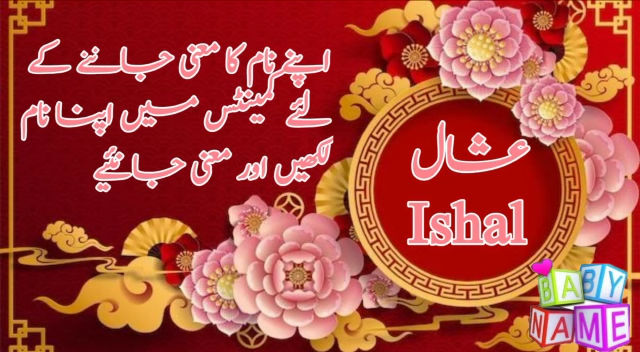 اپنے نام کا معنی جاننے کے
لئے کمینٹس میں اپنا نام
لکھیں اور معنی جانئیے
عشال
Ishal
BABY
NAME